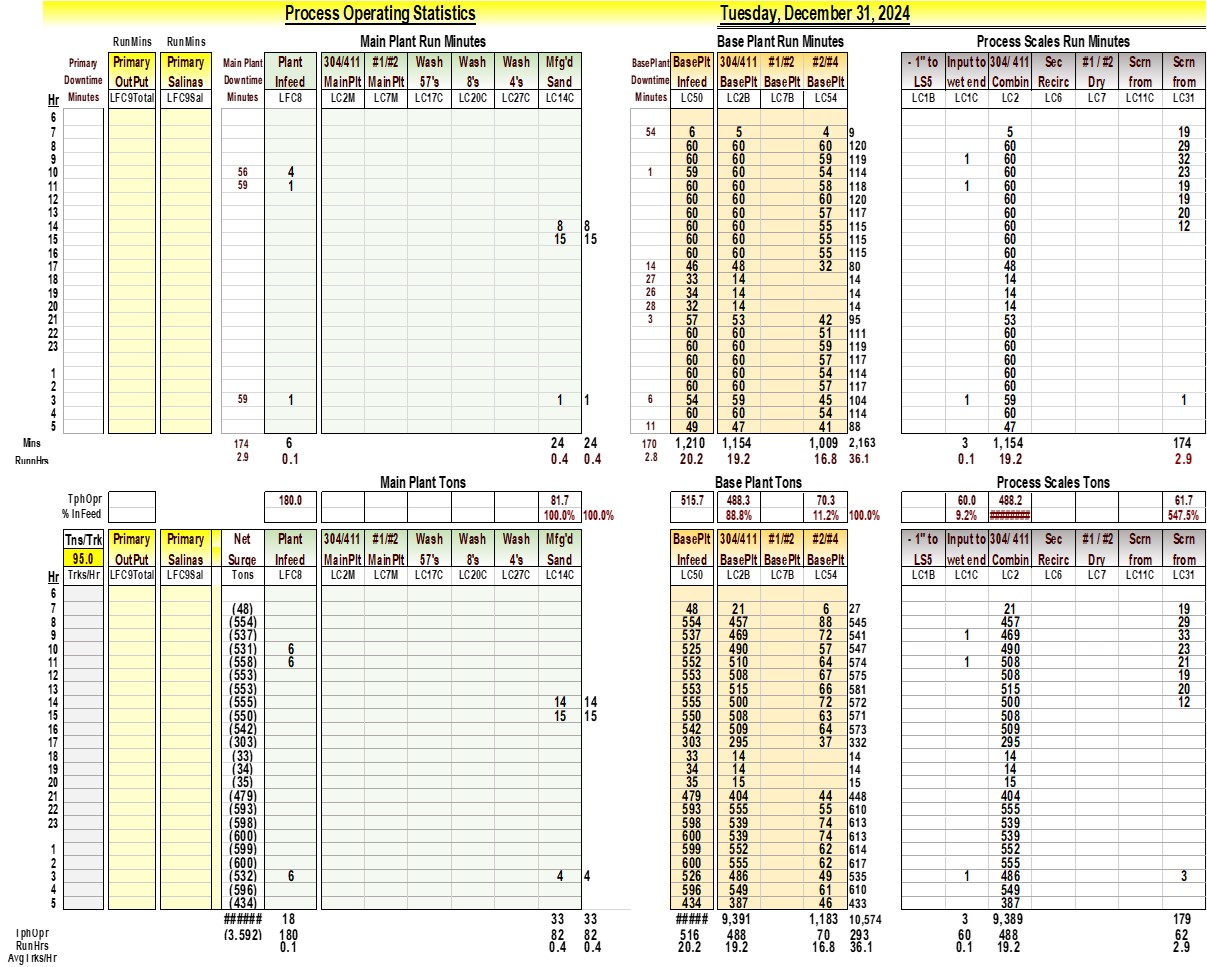 Process Operating Statistics Tuesday, December 31, 2024
RunMins RunMins Main Plant Run Minutes Base Plant Run Minutes Process Scales Run Minutes
Primary Primary Primary Main Plant Plant 304/411 #1/#2 Wash Wash Wash Mfg'd BasePlant BasePlt 304/411 #1/#2 #2/#4 - 1" to Input to 304/ 411 Sec #1 / #2 Scrn Scrn
Downtime OutPut Salinas Downtime Infeed MainPlt MainPlt 57's 8's 4's Sand Downtime Infeed BasePlt BasePlt BasePlt LS5 wet end Combin Recirc Dry from from
Hr Minutes LFC9Total LFC9Sal Minutes LFC8 LC2M LC7M LC17C LC20C LC27C LC14C Minutes LC50 LC2B LC7B LC54 LC1B LC1C LC2 LC6 LC7 LC11C LC31
6
7 54 6 5 4 9 5 19
8 60 60 60 120 60 29
9 60 60 59 119 1 60 32
10 56 4 1 59 60 54 114 60 23
11 59 1 60 60 58 118 1 60 19
12 60 60 60 120 60 19
13 60 60 57 117 60 20
14 8 8 60 60 55 115 60 12
15 15 15 60 60 55 115 60
16 60 60 55 115 60
17 14 46 48 32 80 48
18 27 33 14 14 14
19 26 34 14 14 14
20 28 32 14 14 14
21 3 57 53 42 95 53
22 60 60 51 111 60
23 60 60 59 119 60
60 60 57 117 60
1 60 60 54 114 60
2 60 60 57 117 60
3 59 1 1 1 6 54 59 45 104 1 59 1
4 60 60 54 114 60
5 11 49 47 41 88 47
Mins 174 6 24 24 170 1,210 1,154 1,009 2,163 3 1,154 174
RunnHrs 2.9 0.1 0.4 0.4 2.8 20.2 19.2 16.8 36.1 0.1 19.2 2.9
Main Plant Tons Base Plant Tons Process Scales Tons
TphOpr 180.0 81.7 515.7 488.3 70.3 60.0 488.2 61.7
% InFeed 100.0% 100.0% 88.8% 11.2% 100.0% 9.2% ######## 547.5%
Tns/Trk Primary Primary Net Plant 304/411 #1/#2 Wash Wash Wash Mfg'd BasePlt 304/411 #1/#2 #2/#4 - 1" to Input to 304/ 411 Sec #1 / #2 Scrn Scrn
95.0 OutPut Salinas Surge Infeed MainPlt MainPlt 57's 8's 4's Sand Infeed BasePlt BasePlt BasePlt LS5 wet end Combin Recirc Dry from from
Hr Trks/Hr LFC9Total LFC9Sal Tons LFC8 LC2M LC7M LC17C LC20C LC27C LC14C LC50 LC2B LC7B LC54 LC1B LC1C LC2 LC6 LC7 LC11C LC31
6
7 (48) 48 21 6 27 21 19
8 (554) 554 457 88 545 457 29
9 (537) 537 469 72 541 1 469 33
10 (531) 6 525 490 57 547 490 23
11 (558) 6 552 510 64 574 1 508 21
12 (553) 553 508 67 575 508 19
13 (553) 553 515 66 581 515 20
14 (555) 14 14 555 500 72 572 500 12
15 (550) 15 15 550 508 63 571 508
16 (542) 542 509 64 573 509
17 (303) 303 295 37 332 295
18 (33) 33 14 14 14
19 (34) 34 14 14 14
20 (35) 35 15 15 15
21 (479) 479 404 44 448 404
22 (593) 593 555 55 610 555
23 (598) 598 539 74 613 539
(600) 600 539 74 613 539
1 (599) 599 552 62 614 552
2 (600) 600 555 62 617 555
3 (532) 6 4 4 526 486 49 535 1 486 3
4 (596) 596 549 61 610 549
5 (434) 434 387 46 433 387
###### 18 33 33 ##### 9,391 1,183 10,574 3 9,389 179
TphOpr (3.592) 180 82 82 516 488 70 293 60 488 62
RunHrs 0.1 0.4 0.4 20.2 19.2 16.8 36.1 0.1 19.2 2.9
AvgTrks/Hr